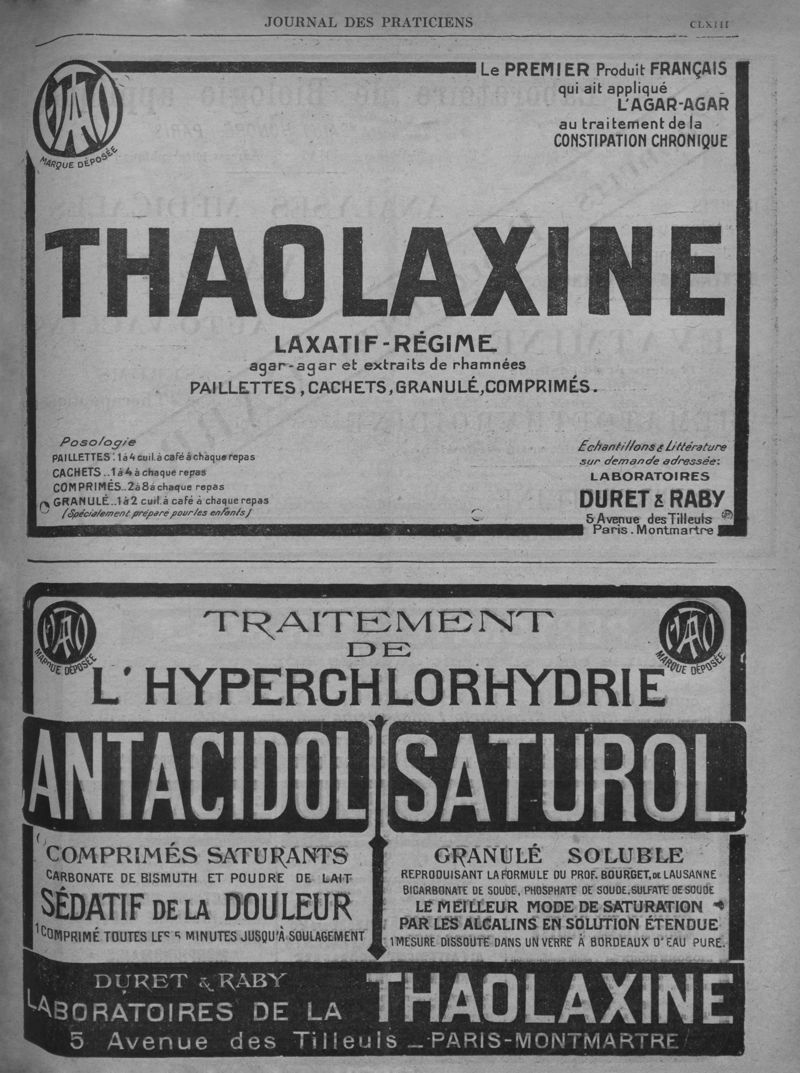 JOURNAL DES PRATICIENS
CLXIII
MARQUE DÉPOSÉE
Le PREMIER Produit FRANÇAIS
qui ait appliqué
L'AGAR-AGAR
au traitement de la
CONSTIPATION CHRONIQUE
THAOLAXINE
LAXATIF-RÉGIME
agar-agar et extraits de rhamnées
PAILLETTES, CACHETS, GRANULÉ, COMPRIMÉS.
Posologie
PAILLETTES: 1 à 4 cuil. à café à chaque repas
CACHETS.. 1 à 4 à chaque repas
COMPRIMÉS..2 à 8 à chaque repas
GRANULÉ...1 à 2 cuil. à café à chaque repas
(Spécialement préparé pour les enfants)
Échantillons & Littérature
sur demande adressée:
LABORATOIRES
DURET & RABY
5 Avenue des Tilleuls
Paris.Montmartre
MARQUE DÉPOSÉE
MARQUE DÉPOSÉE
TRAITEMENT
DE
L'HYPERCHLORHYDRIE
ANTACIDOL
COMPRIMÉS SATURANTS
CARBONATE DE BISMUTH ET POUDRE DE LAIT
SÉDATIF DE LA DOULEUR
1 COMPRIMÉ TOUTES LES 5 MINUTES JUSQU'À SOULAGEMENT
SATUROL
GRANULÉ SOLUBLE
REPRODUISANT LA FORMULE DU PROF. BOURGET, DE LAUSANNE
BICARBONATE DE SOUDE, PHOSPHATE DE SOUDE, SULFATE DE SOUDE
LE MEILLEUR MODE DE SATURATION
PAR LES ALCALINS EN SOLUTION ÉTENDUE
1 MESURE DISSOUTE DANS UN VERRE À BORDEAUX D'EAU PURE.
DURET & RABY
LABORATOIRES DE LA THAOLAXINE
5 Avenue des Tilleuls _ PARIS-MONTMARTRE